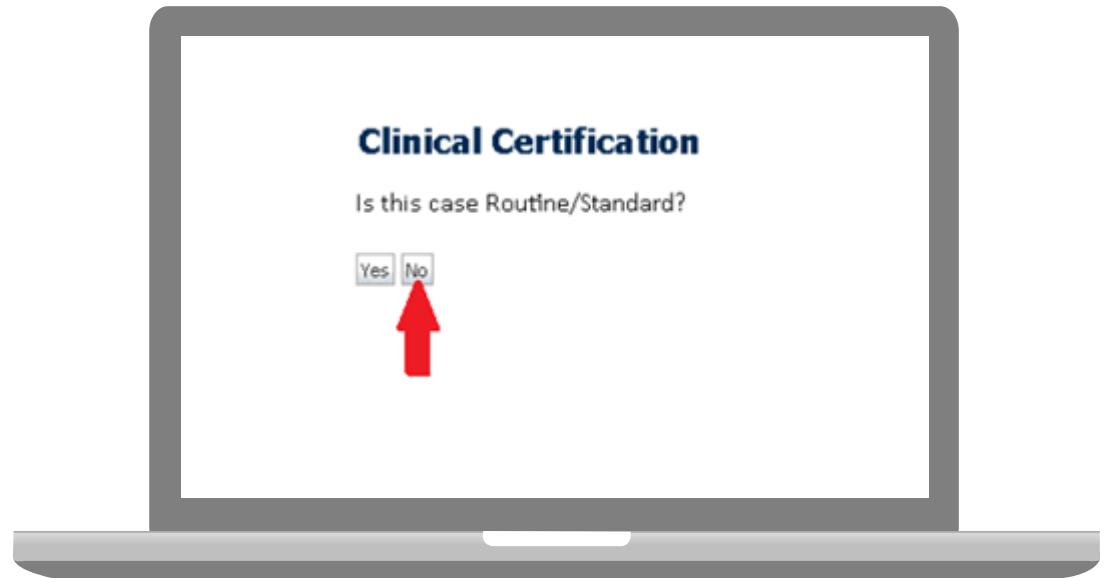 Clinical Certification
Is this case Routine/Standard?
Yes No